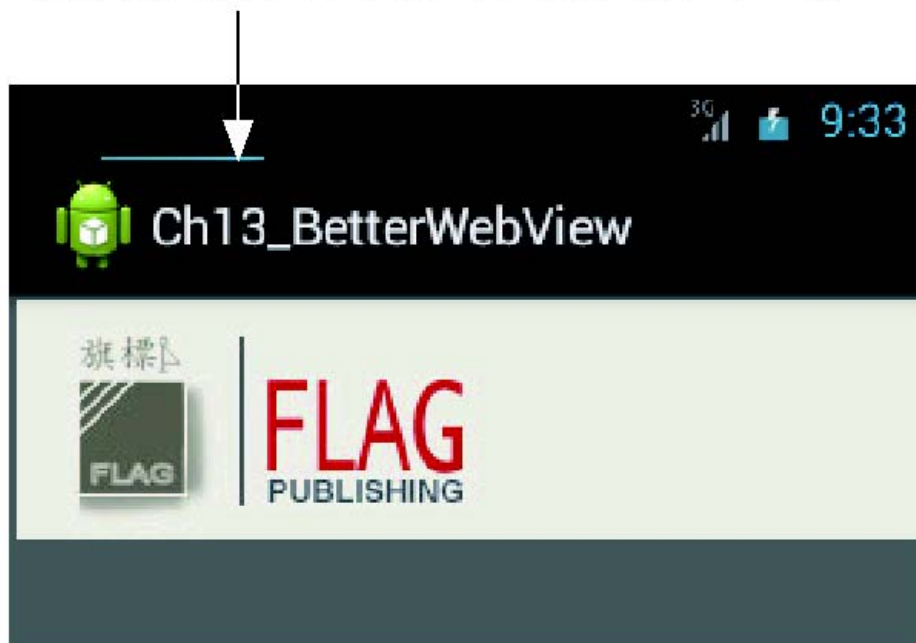 3G 9:33
Ch13_BetterWebView
旗標
FLAG
FLAG
PUBLISHING